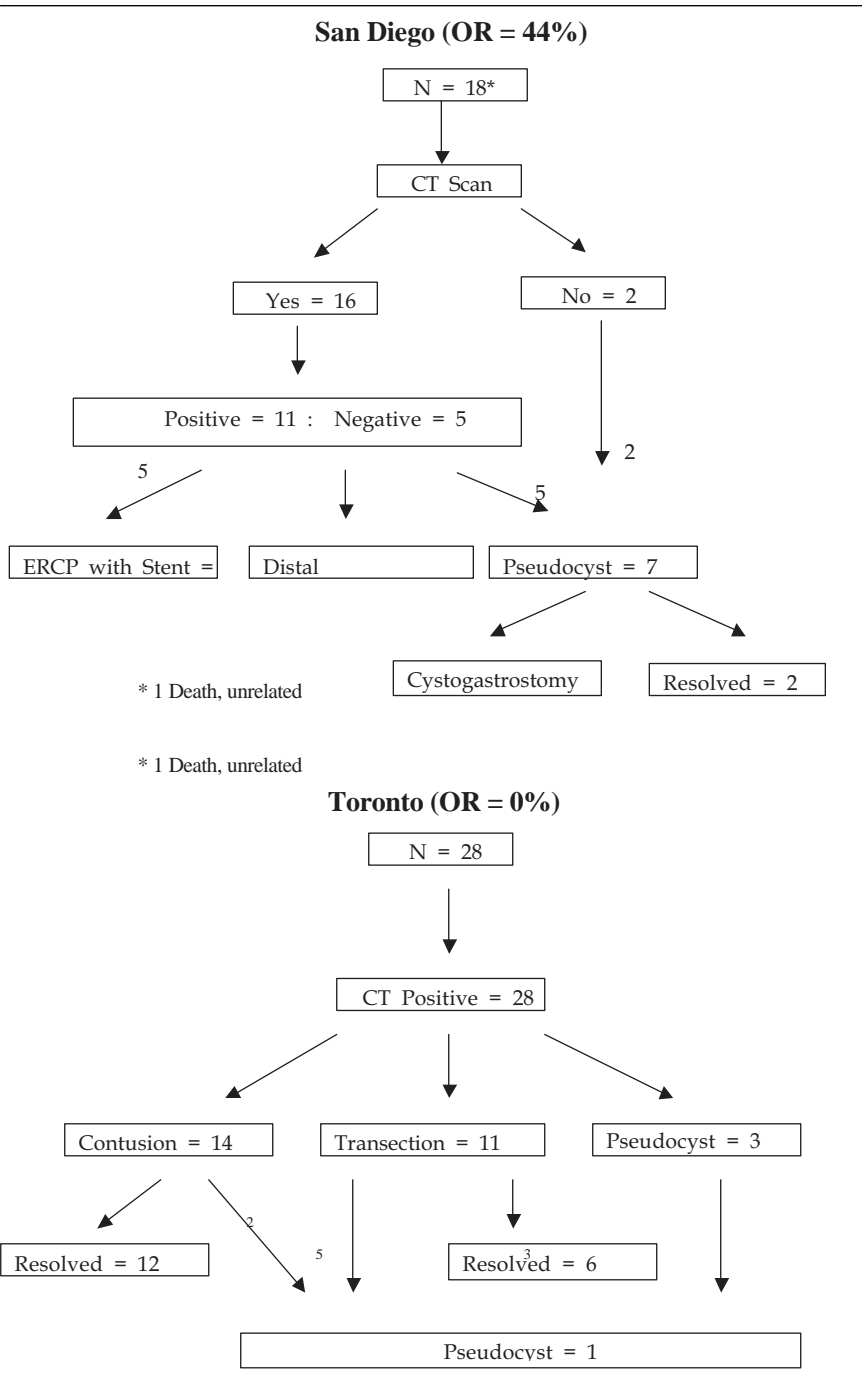 San Diego (OR = 44%)
N = 18*
CT Scan
Yes = 16
No = 2
Positive = 11 : Negative = 5
5
5
2
ERCP with Stent =
Distal
Pseudocyst = 7
Cystogastrostomy
Resolved = 2
* 1 Death, unrelated
* 1 Death, unrelated
Toronto (OR = 0%)
N = 28
CT Positive = 28
Contusion = 14
Transection = 11
Pseudocyst = 3
2
5
3
Resolved = 12
Resolved = 6
Pseudocyst = 1